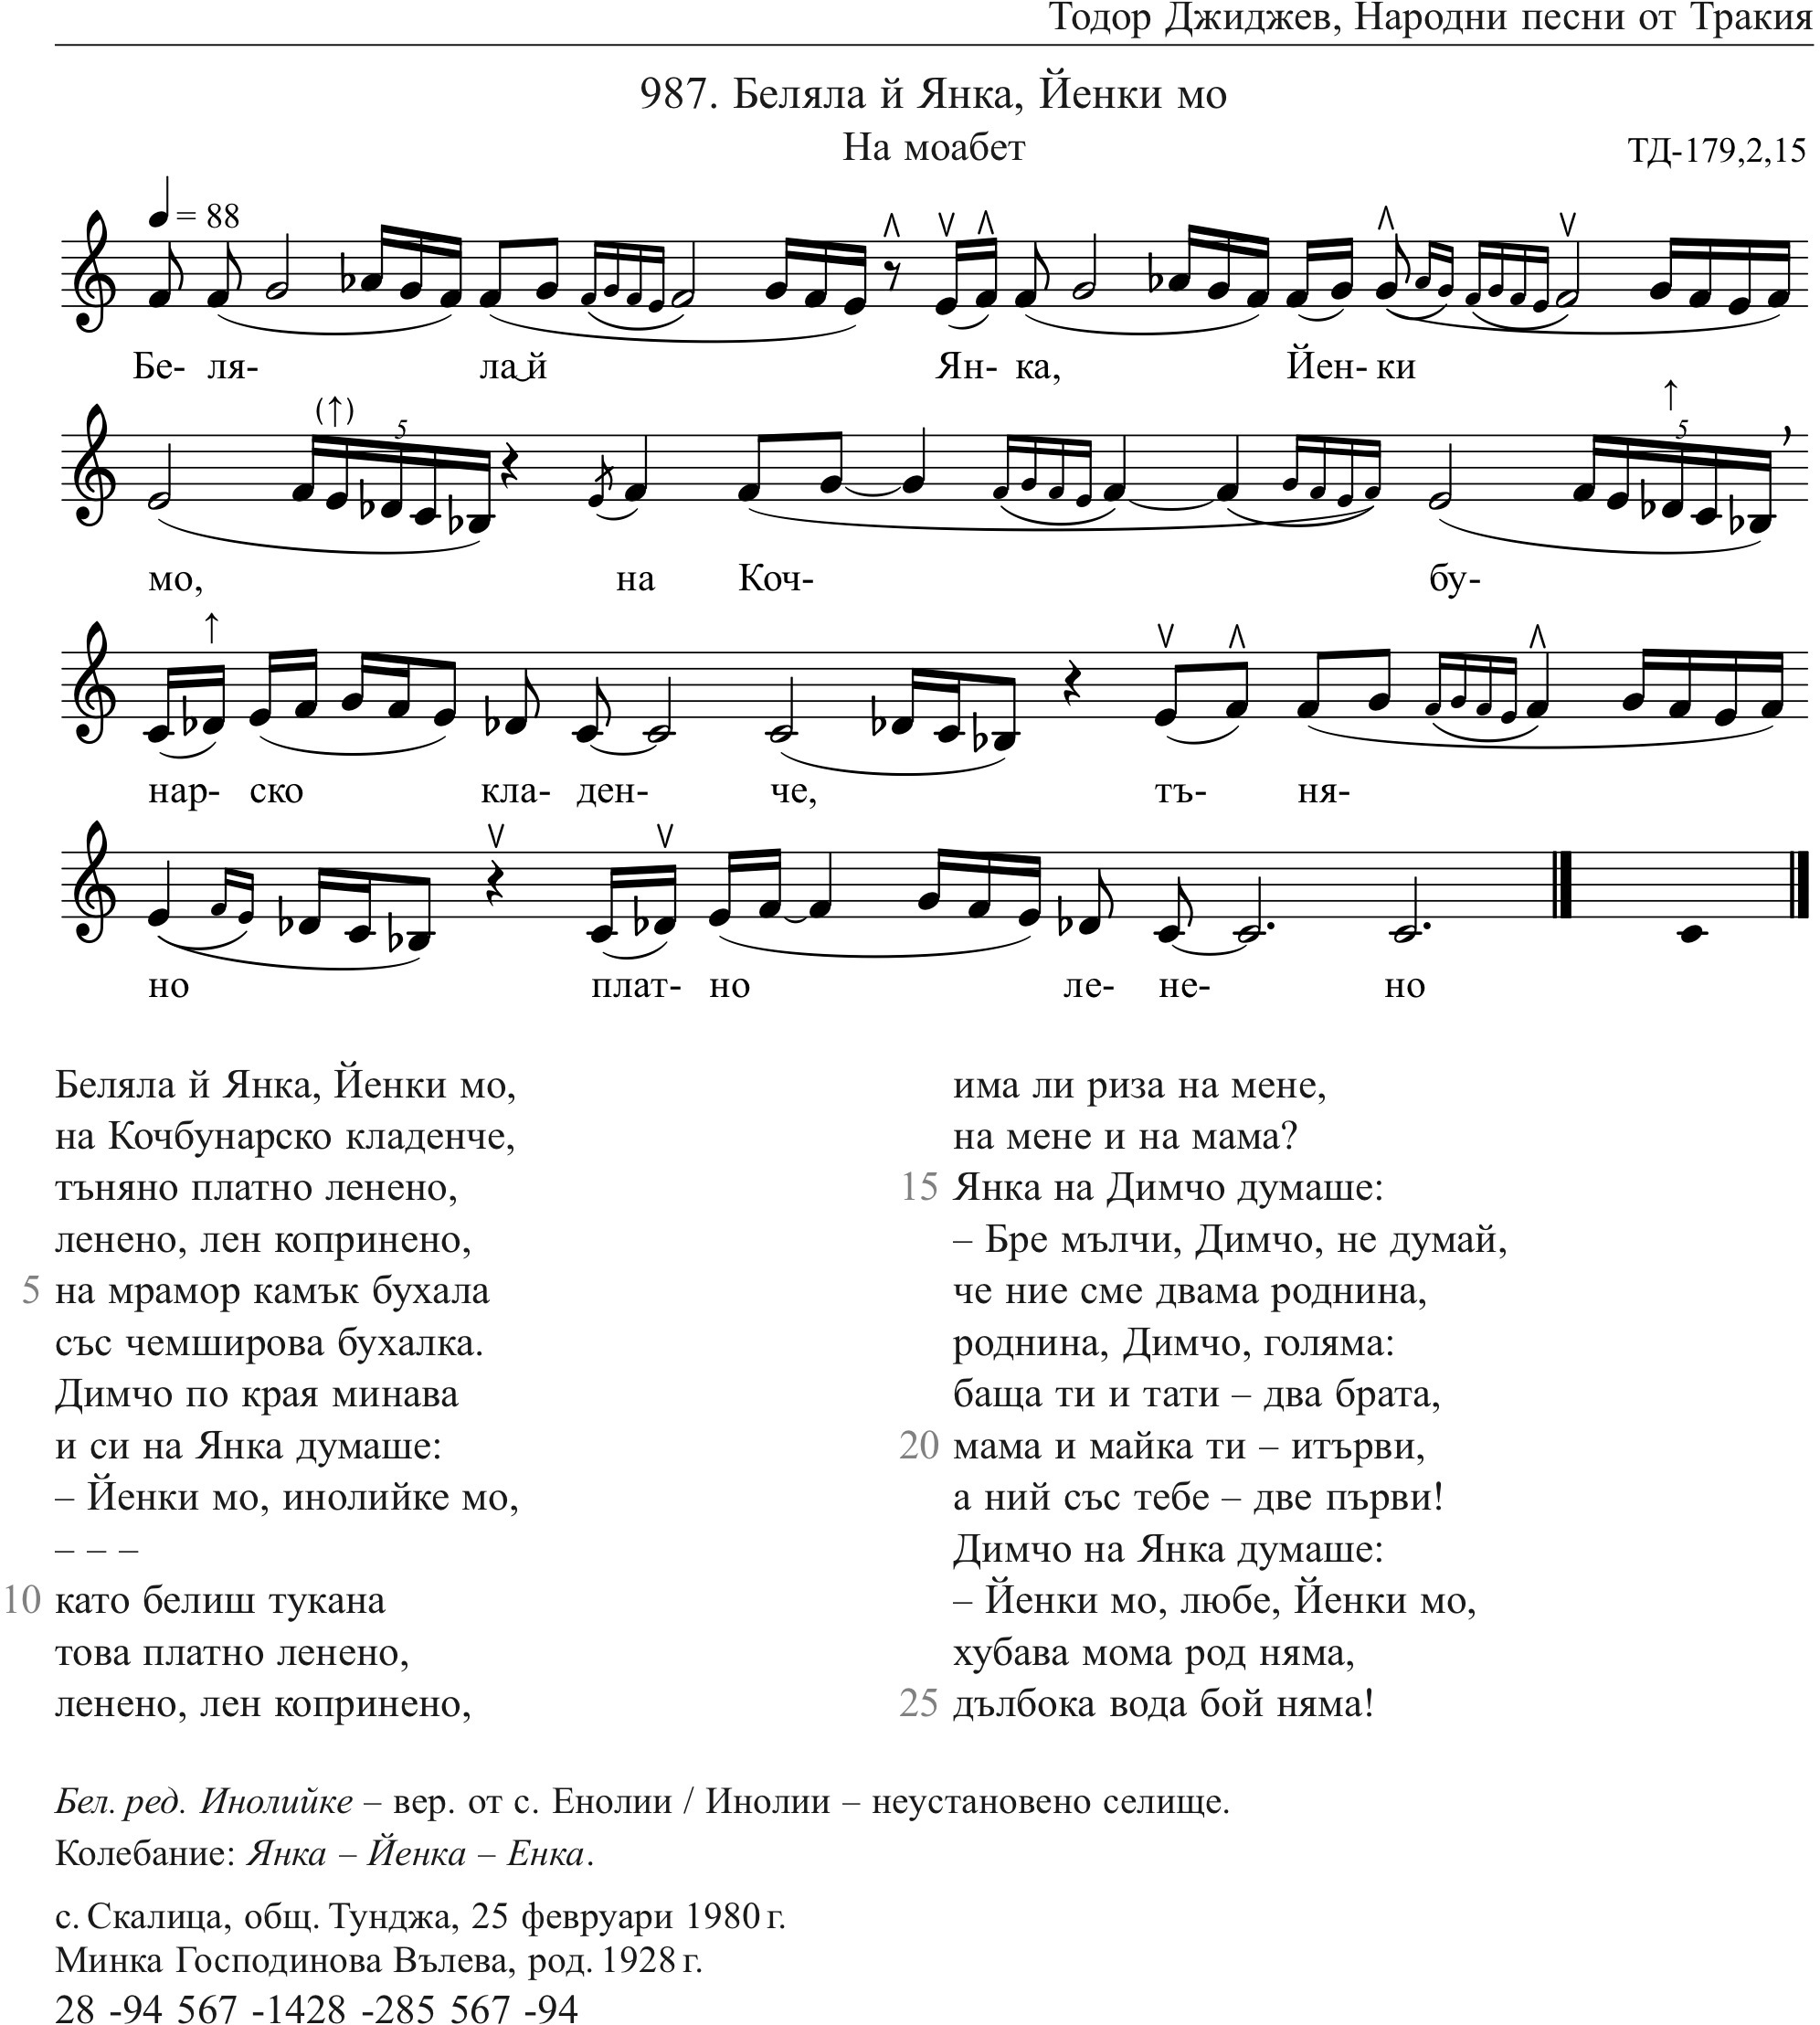 Тодор Джиджев, Народни песни от Тракия
987. Беляла й Янка, Йенки мо
На моабет
ТД-179,2,15
= 88
Бе- ля- ла й Ян- ка, Йен- ки
(↑) 5 ↑ 5
мо, на Коч- бу-
↑
нар- ско кла- ден- че, тъ- ня-
но плат- но ле- не- но
Беляла й Янка, Йенки мо,
на Кочбунарско кладенче,
тъняно платно ленено,
ленено, лен копринено,
5 на мрамор камък бухала
със чемширова бухалка.
Димчо по края минава
и си на Янка думаше:
– Йенки мо, инолийке мо,
– – –
10 като белиш тукана
това платно ленено,
ленено, лен копринено,
има ли риза на мене,
на мене и на мама?
15 Янка на Димчо думаше:
– Бре мълчи, Димчо, не думай,
че ние сме двама роднина,
роднина, Димчо, голяма:
баща ти и тати – два брата,
20 мама и майка ти – итърви,
а ний със тебе – две първи!
Димчо на Янка думаше:
– Йенки мо, любе, Йенки мо,
хубава мома род няма,
25 дълбока вода бой няма!
Бел. ред. Инолийке – вер. от с. Енолии / Инолии – неустановено селище.
Колебание: Янка – Йенка – Енка.
с. Скалица, общ. Тунджа, 25 февруари 1980 г.
Минка Господинова Вълева, род. 1928 г.
28 -94 567 -1428 -285 567 -94